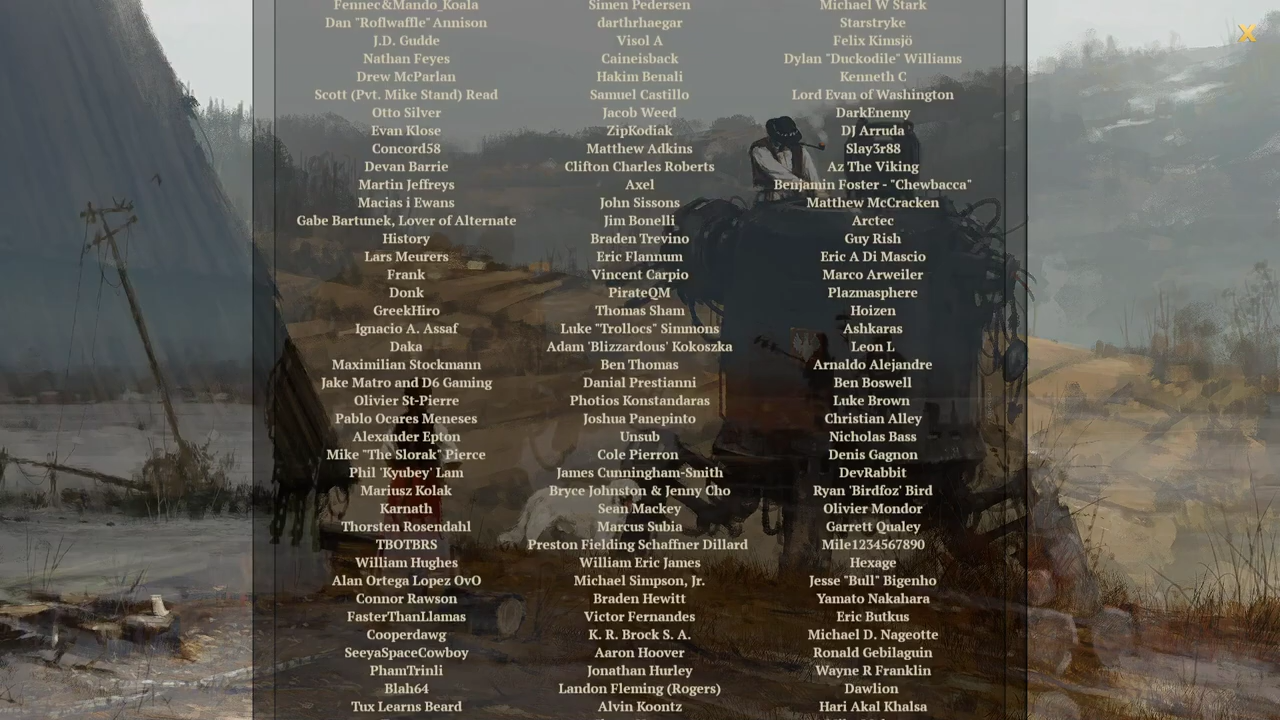 X
Fennec&Mando_Koala
Dan "Roflwaffle" Annison
J.D. Gudde
Nathan Feyes
Drew McParlan
Scott (Pvt. Mike Stand) Read
Otto Silver
Evan Klose
Concord58
Devan Barrie
Martin Jeffreys
Macias i Ewans
Gabe Bartunek, Lover of Alternate
History
Lars Meurers
Frank
Donk
GreekHiro
Ignacio A. Assaf
Daka
Maximilian Stockmann
Jake Matro and D6 Gaming
Olivier St-Pierre
Pablo Ocares Meneses
Alexander Epton
Mike "The Slorak" Pierce
Phil 'Kyubey' Lam
Mariusz Kolak
Karnath
Thorsten Rosendahl
TBOTBRS
William Hughes
Alan Ortega Lopez OvO
Connor Rawson
FasterThanLlamas
Cooperdawg
SeeyaSpaceCowboy
PhamTrinli
Blah64
Tux Learns Beard
Simen Pedersen
darthrhaegar
Visol A
Caineisback
Hakim Benali
Samuel Castillo
Jacob Weed
ZipKodiak
Matthew Adkins
Clifton Charles Roberts
Axel
John Sissons
Jim Bonelli
Braden Trevino
Eric Flannum
Vincent Carpio
PirateQM
Thomas Sham
Luke "Trollocs" Simmons
Adam 'Blizzardous' Kokoszka
Ben Thomas
Danial Prestianni
Photios Konstandaras
Joshua Panepinto
Unsub
Cole Pierron
James Cunningham-Smith
Bryce Johnston & Jenny Cho
Sean Mackey
Marcus Subia
Preston Fielding Schaffner Dillard
William Eric James
Michael Simpson, Jr.
Braden Hewitt
Victor Fernandes
K. R. Brock S. A.
Aaron Hoover
Jonathan Hurley
Landon Fleming (Rogers)
Alvin Koontz
Michael W Stark
Starstryke
Felix Kimsjö
Dylan "Duckodile" Williams
Kenneth C
Lord Evan of Washington
DarkEnemy
DJ Arruda
Slay3r88
Az The Viking
Benjamin Foster - "Chewbacca"
Matthew McCracken
Arctec
Guy Rish
Eric A Di Mascio
Marco Arweiler
Plazmasphere
Hoizen
Ashkaras
Leon L
Arnaldo Alejandre
Ben Boswell
Luke Brown
Christian Alley
Nicholas Bass
Denis Gagnon
DevRabbit
Ryan 'Birdfoz' Bird
Olivier Mondor
Garrett Qualey
Mile1234567890
Hexage
Jesse "Bull" Bigenho
Yamato Nakahara
Eric Butkus
Michael D. Nageotte
Ronald Gebilaguin
Wayne R Franklin
Dawlion
Hari Akal Khalsa